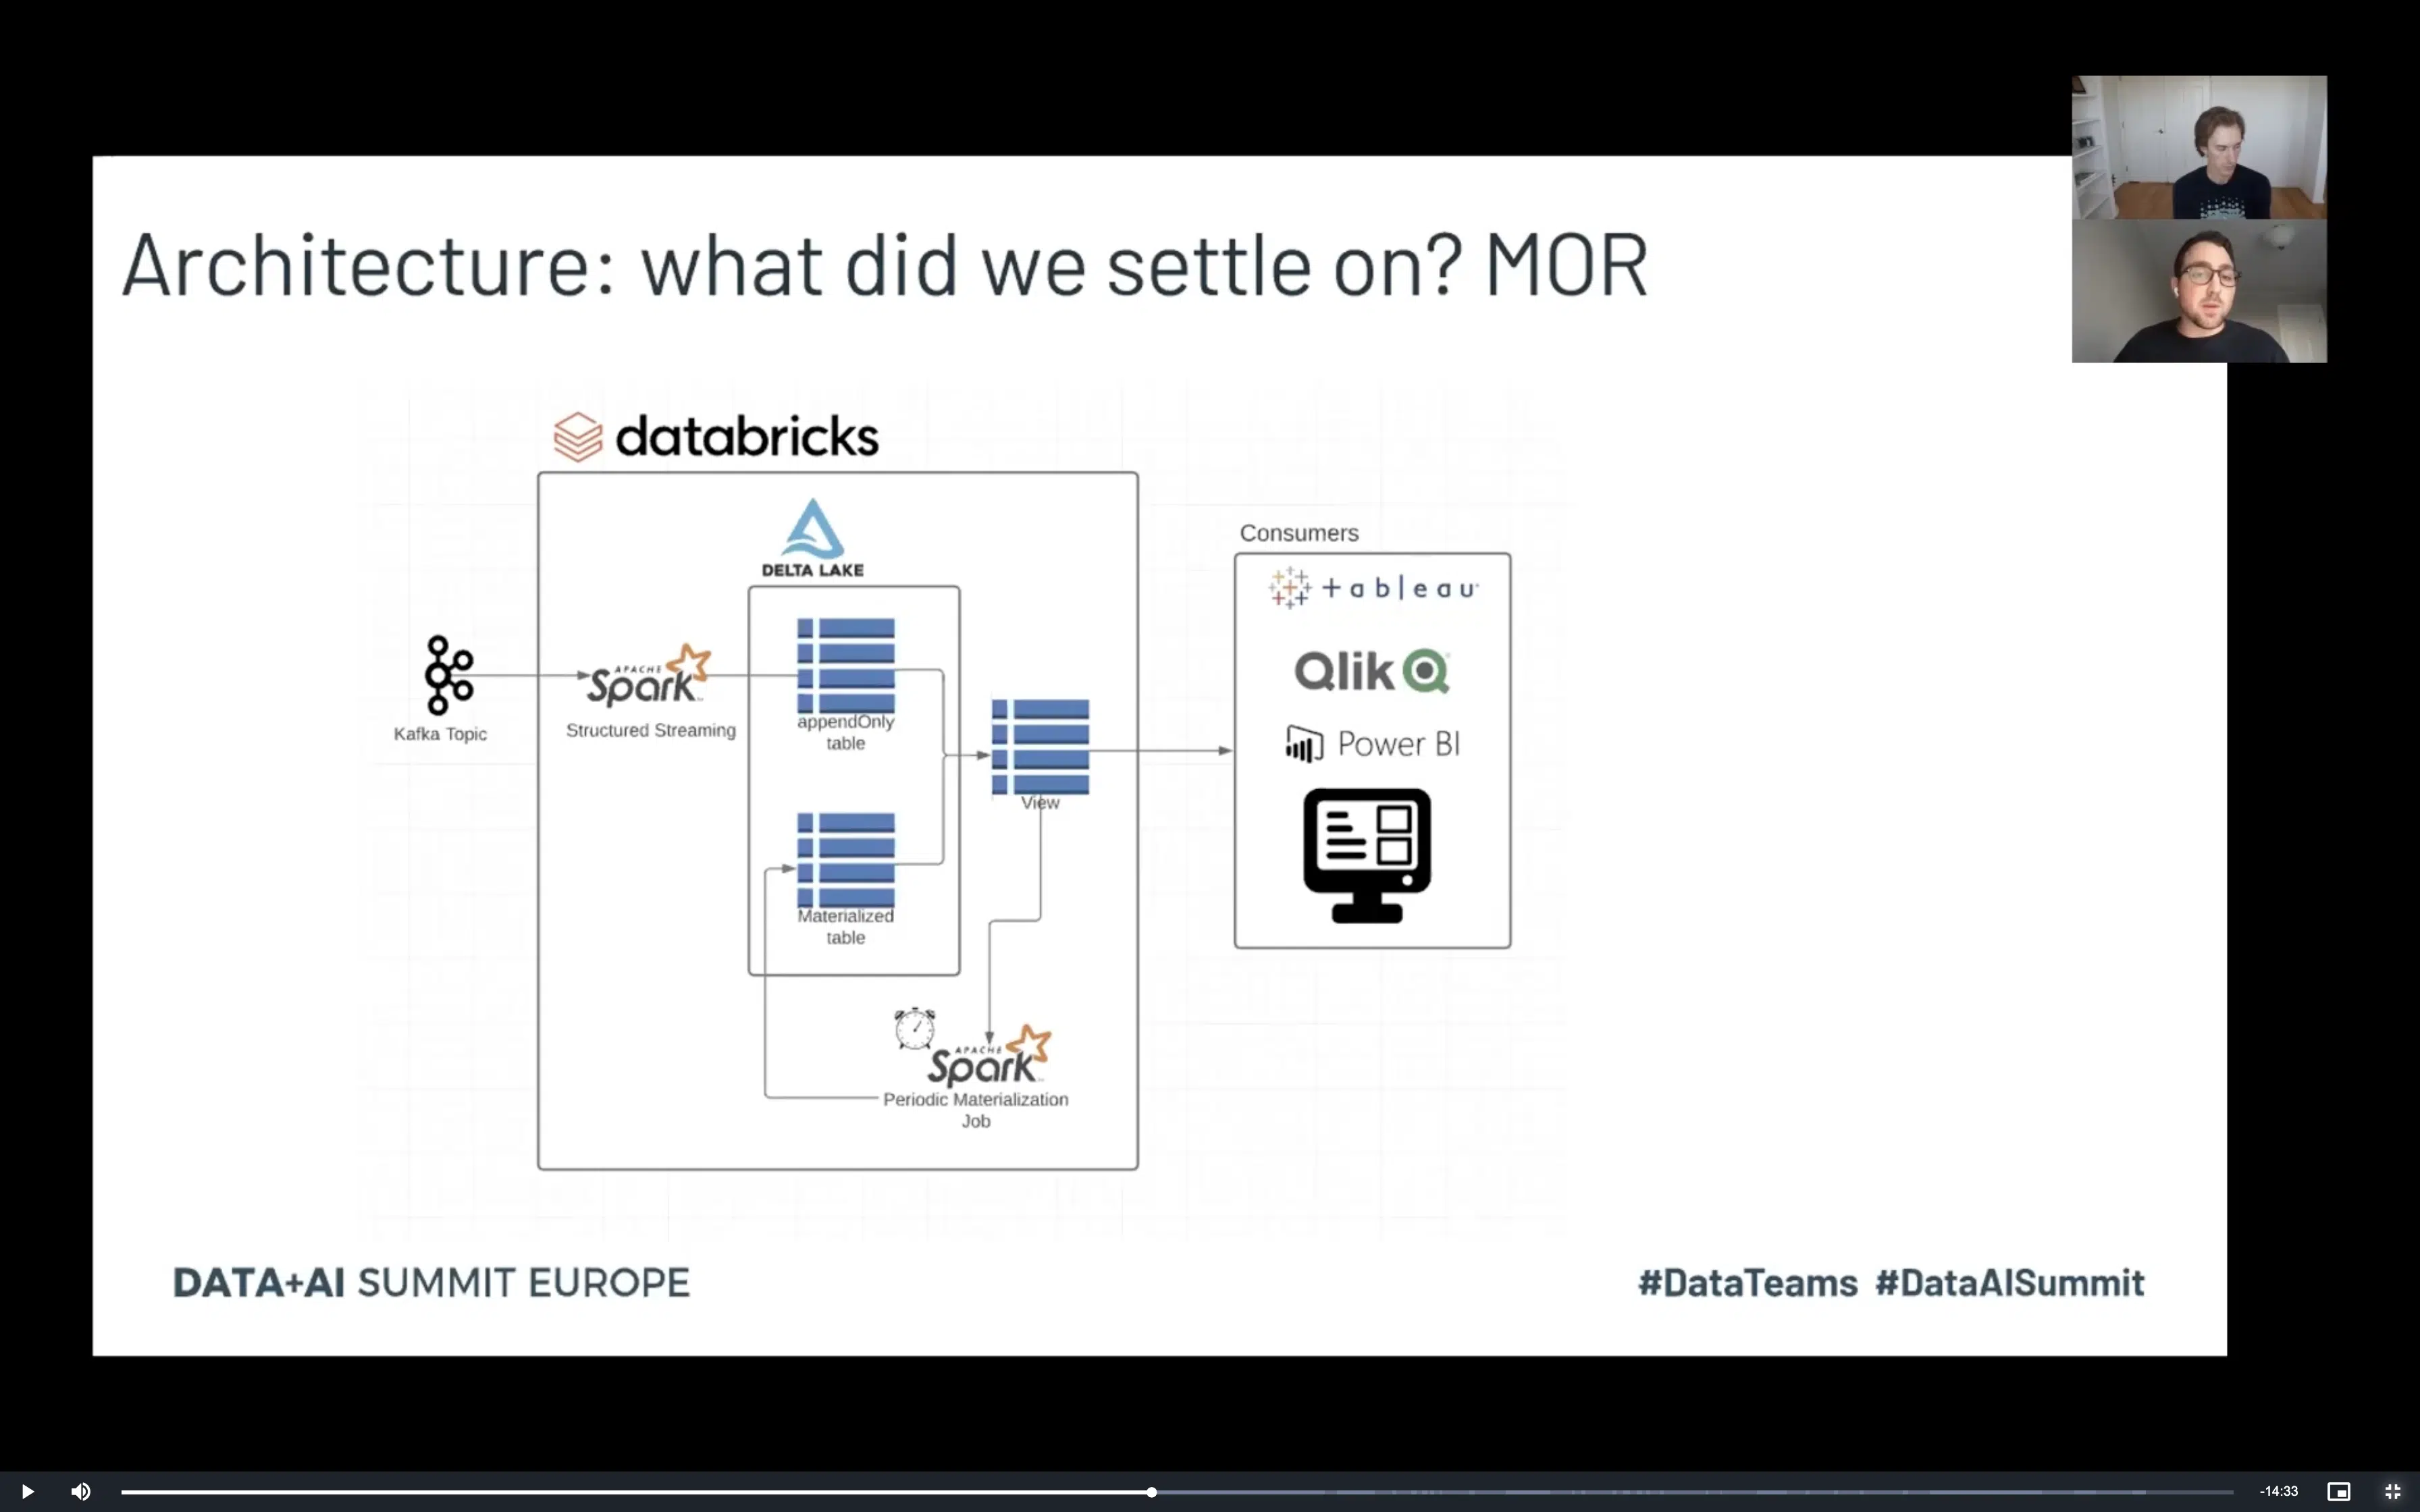 Architecture: what did we settle on? MOR
databricks
DELTA LAKE
Consumers
+ableau
Qlik
Power BI
APACHE
Spark
Kafka Topic
Structured Streaming
appendOnly
table
View
Materialized
table
APACHE
Spark
Periodic Materialization
Job
DATA+AI SUMMIT EUROPE
#DataTeams #DataAISummit
-14:33